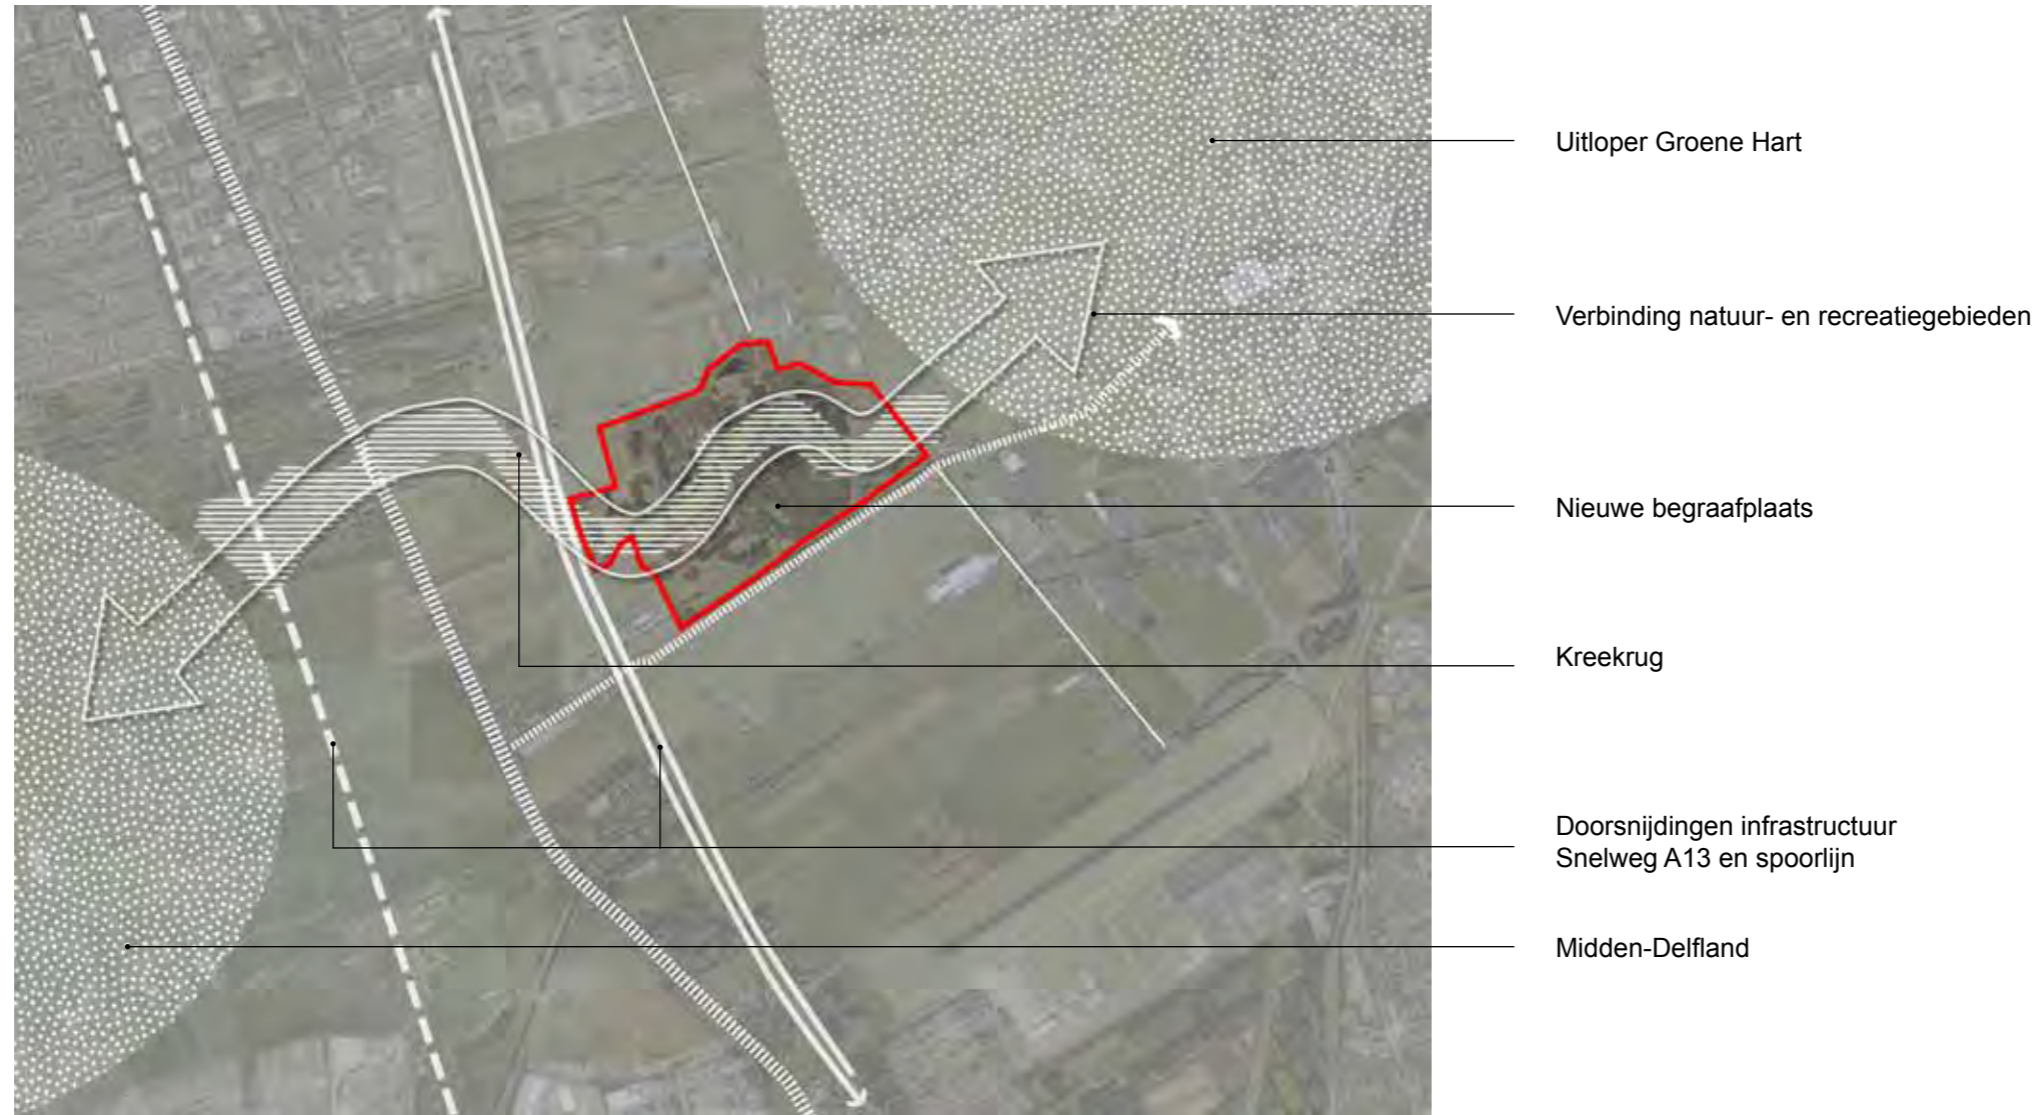 Uitloper Groene Hart
Verbinding natuur- en recreatiegebieden
Nieuwe begraafplaats
Kreekrug
Doorsnijdingen infrastructuur
Snelweg A13 en spoorlijn
Midden-Delfland